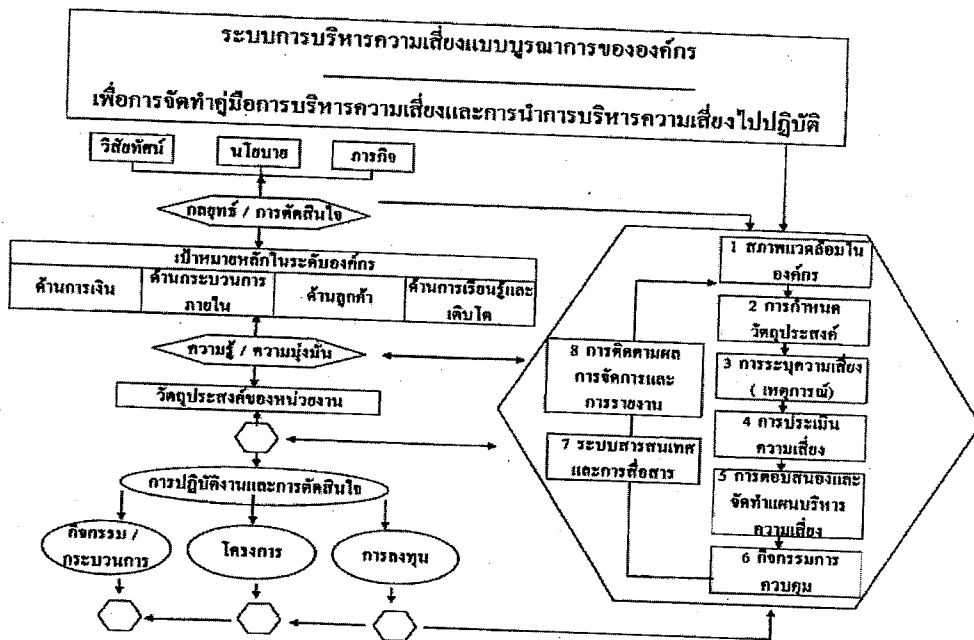 ระบบการบริหารความเสี่ยงแบบบูรณาการขององค์กร
เพื่อการจัดทำคู่มือการบริหารความเสี่ยงและการนำการบริหารความเสี่ยงไปปฏิบัติ
วิสัยทัศน์
นโยบาย
ภารกิจ
กลยุทธ์ / การตัดสินใจ
เป้าหมายหลักในระดับองค์กร
ด้านการเงิน
ด้านกระบวนการ
ภายใน
ด้านลูกค้า
ด้านการเรียนรู้และ
เติบโต
ความรู้ / ความมุ่งมั่น
วัตถุประสงค์ของหน่วยงาน
การปฏิบัติงานและการตัดสินใจ
กิจกรรม /
กระบวนการ
โครงการ
การลงทุน
1 สภาพแวดล้อมใน
องค์กร
2 การกำหนด
วัตถุประสงค์
3 การระบุความเสี่ยง
( เหตุการณ์)
4 การประเมิน
ความเสี่ยง
5 การตอบสนองและ
จัดทำแผนบริหาร
ความเสี่ยง
6 กิจกรรมการ
ควบคุม
7 ระบบสารสนเทศ
และการสื่อสาร
8 การติดตามผล
การจัดการและ
การรายงาน